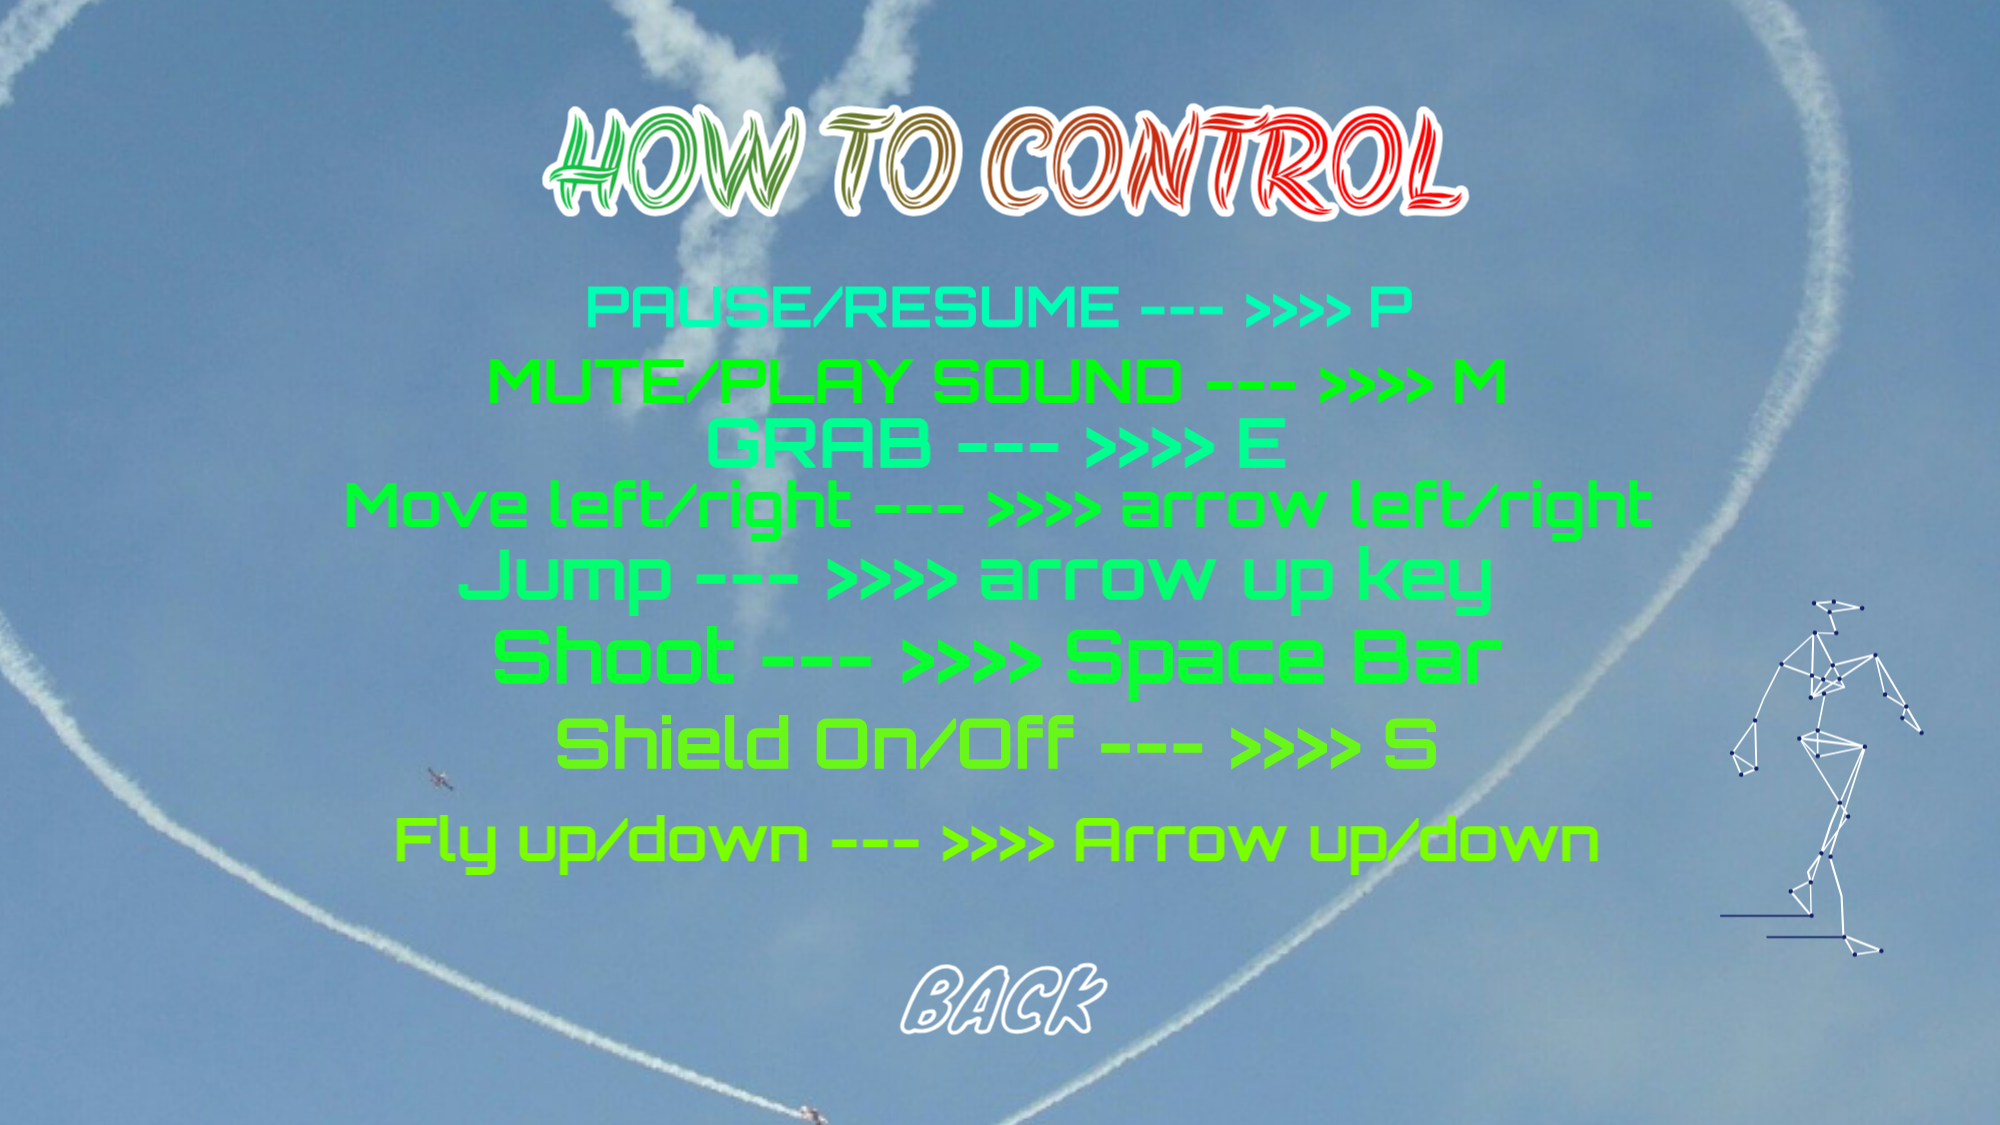 HOW TO CONTROL
PAUSE/RESUME --- >>>> P
MUTE/PLAY SOUND --- >>>> M
GRAB --- >>>> E
Move left/right --- >>>> arrow left/right
Jump --- >>>> arrow up key
Shoot --- >>>> Space Bar
Shield On/Off --- >>>> S
Fly up/down --- >>>> Arrow up/down
BACK